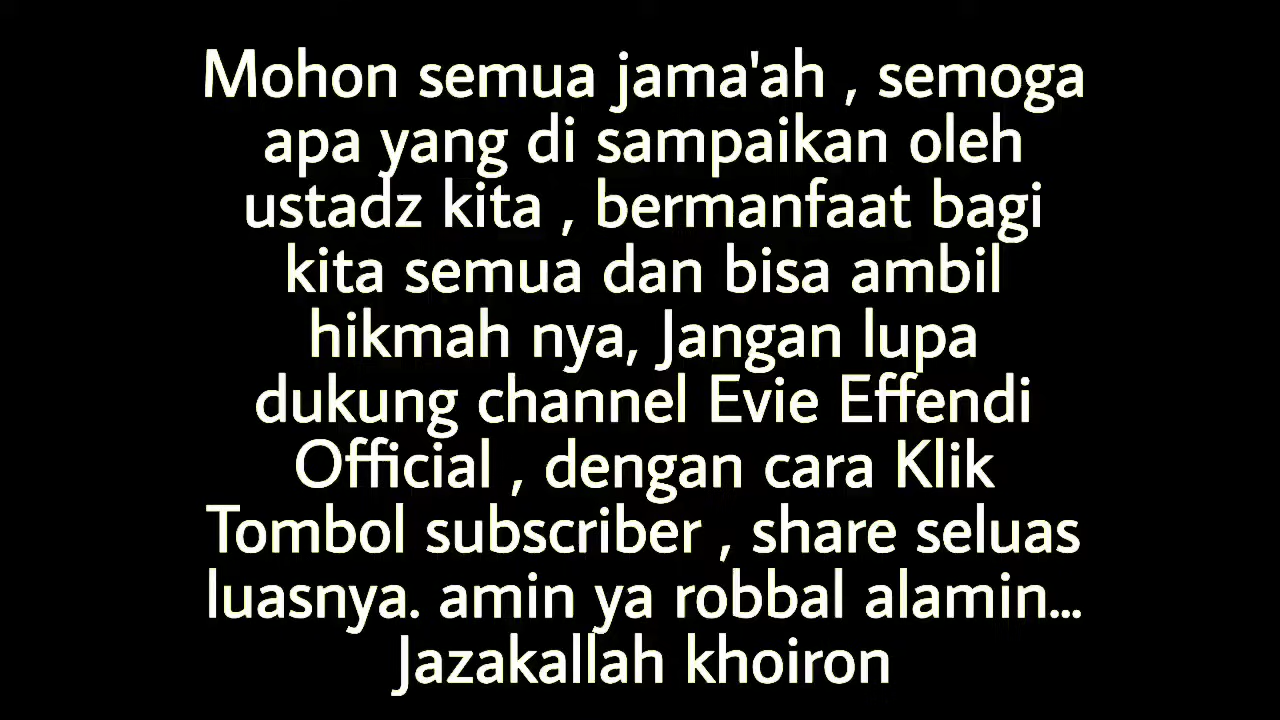 Mohon semua jama'ah , semoga
apa yang di sampaikan oleh
ustadz kita , bermanfaat bagi
kita semua dan bisa ambil
hikmah nya, Jangan lupa
dukung channel Evie Effendi
Official , dengan cara Klik
Tombol subscriber , share seluas
luasnya. amin ya robbal alamin...
Jazakallah khoiron